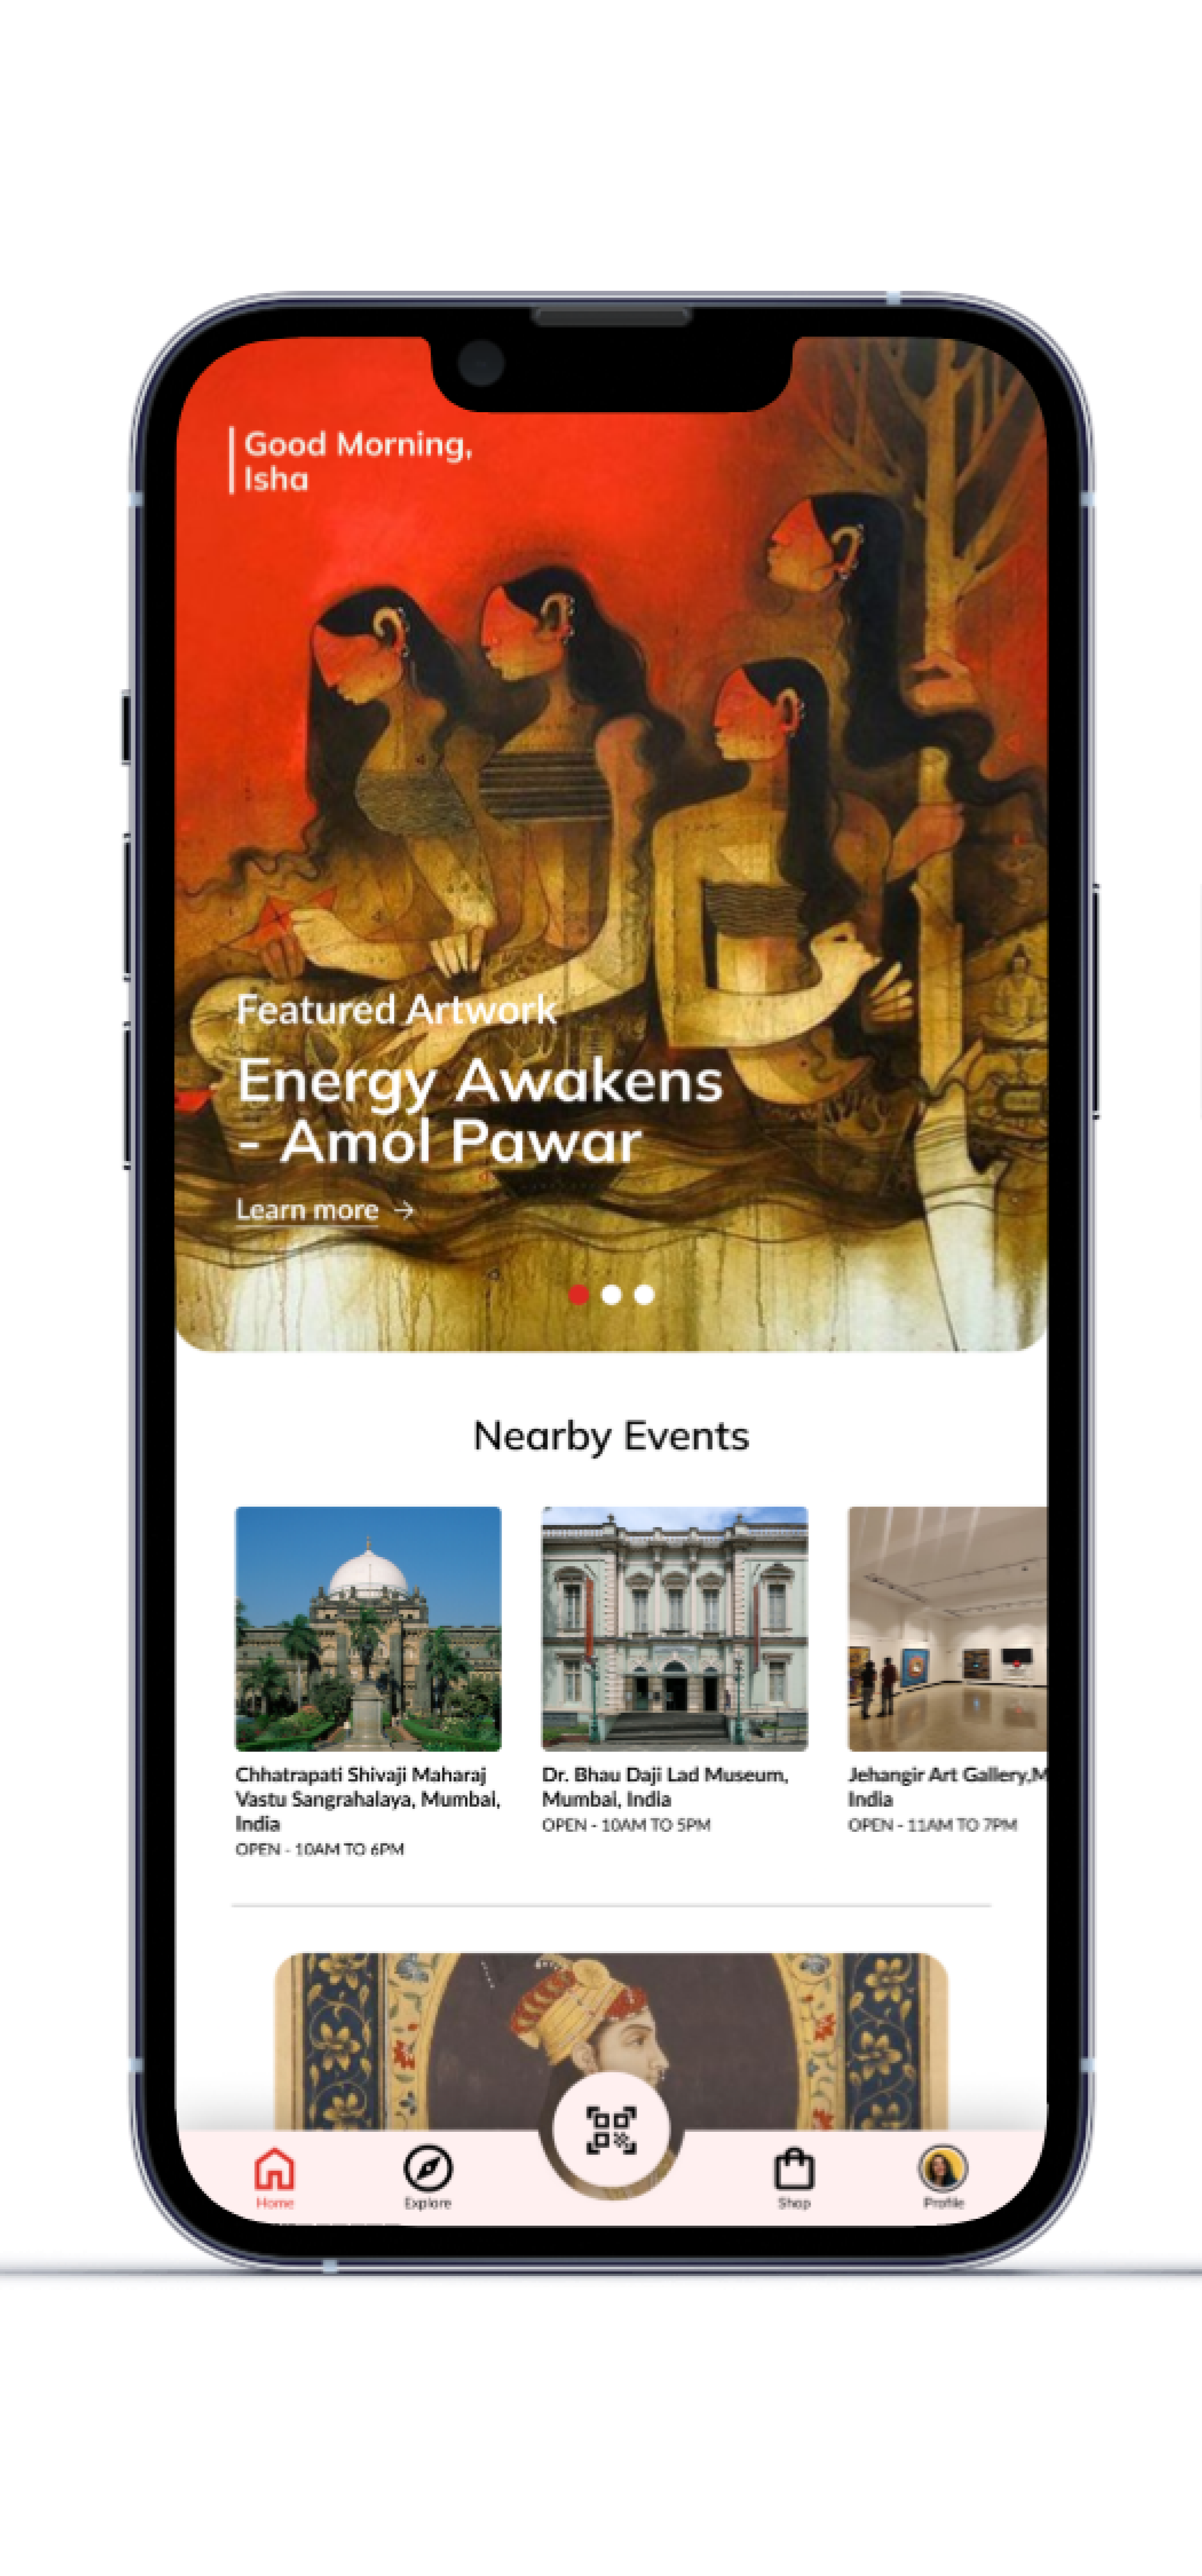 Good Morning,
Isha
Featured Artwork
Energy Awakens
- Amol Pawar
Learn more →
Nearby Events
Chhatrapati Shivaji Maharaj
Vastu Sangrahalaya, Mumbai,
India
OPEN - 10AM TO 6PM
Dr. Bhau Daji Lad Museum,
Mumbai, India
OPEN - 10AM TO 5PM
Jehangir Art Gallery,M
India
OPEN - 11AM TO 7PM
Home
Explore
Shop
Profile